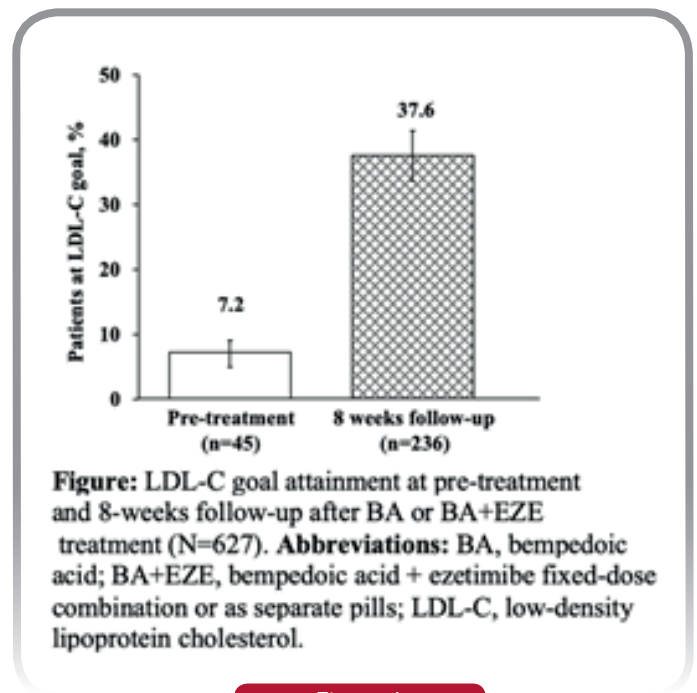 50
40
30
20
10
0
Patients at LDL-C goal, %
7.2
37.6
Pre-treatment
(n=45)
8 weeks follow-up
(n=236)
Figure: LDL-C goal attainment at pre-treatment
and 8-weeks follow-up after BA or BA+EZE
treatment (N=627). Abbreviations: BA, bempedoic
acid; BA+EZE, bempedoic acid + ezetimibe fixed-dose
combination or as separate pills; LDL-C, low-density
lipoprotein cholesterol.